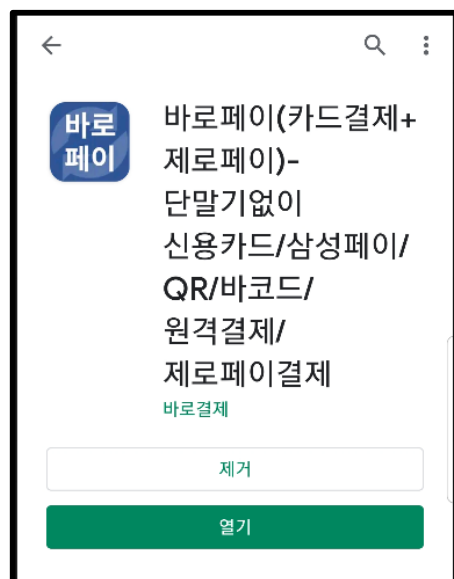 바로
페이
바로페이(카드결제+
제로페이)-
단말기없이
신용카드/삼성페이/
QR/바코드/
원격결제/
제로페이결제
바로결제
제거
열기